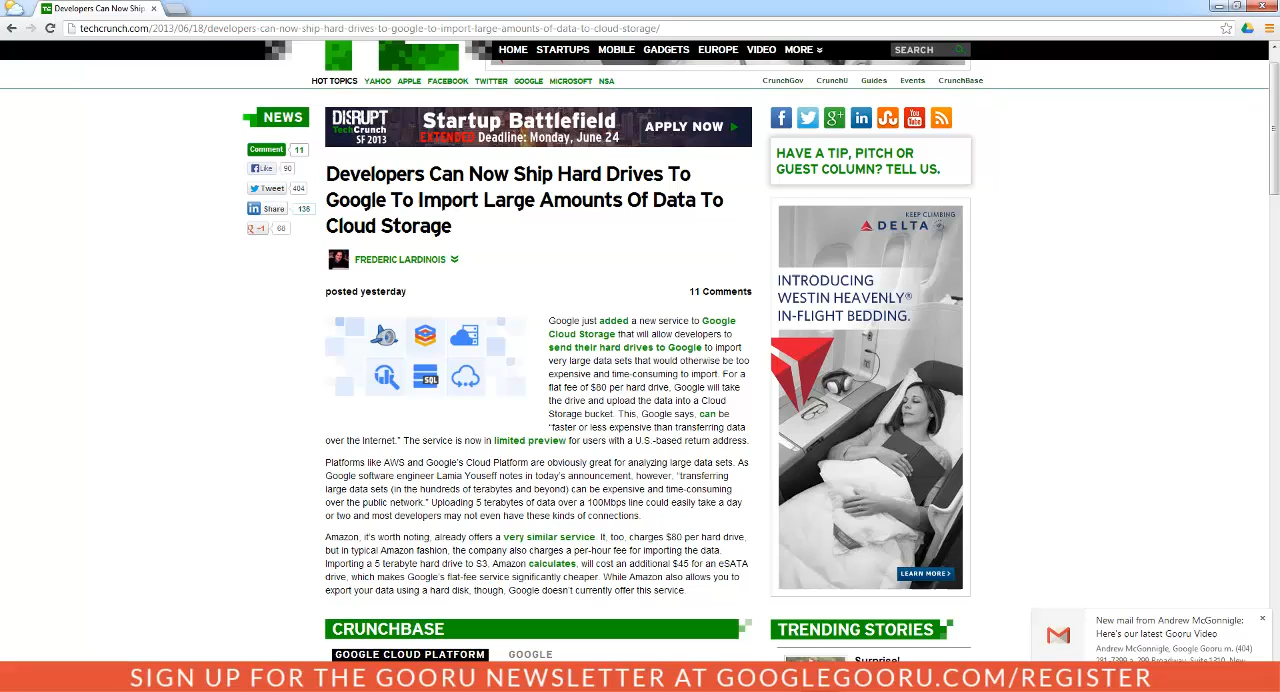 Developers Can Now Ship
techcrunch.com/2013/06/18/developers-can-now-ship-hard-drives-to-google-to-import-large-amounts-of-data-to-cloud-storage/
HOME STARTUPS MOBILE GADGETS EUROPE VIDEO MORE
SEARCH
HOT TOPICS YAHOO APPLE FACEBOOK TWITTER GOOGLE MICROSOFT NSA
CrunchGov CrunchU Guides Events CrunchBase
NEWS
Comment 11
Like 90
Tweet 404
Share 136
68
DISRUPT
TechCrunch
SF 2013
Startup Battlefield
EXTENDED Deadline: Monday, June 24
APPLY NOW
Developers Can Now Ship Hard Drives To
Google To Import Large Amounts Of Data To
Cloud Storage
FREDERIC LARDINOIS
posted yesterday
11 Comments
SQL
Google just added a new service to Google
Cloud Storage that will allow developers to
send their hard drives to Google to import
very large data sets that would otherwise be too
expensive and time-consuming to import. For a
flat fee of $80 per hard drive, Google will take
the drive and upload the data into a Cloud
Storage bucket. This, Google says, can be
“faster or less expensive than transferring data
over the Internet.” The service is now in limited preview for users with a U.S.-based return address.
Platforms like AWS and Google's Cloud Platform are obviously great for analyzing large data sets. As
Google software engineer Lamia Youseff notes in today's announcement, however, “transferring
large data sets (in the hundreds of terabytes and beyond) can be expensive and time-consuming
over the public network.” Uploading 5 terabytes of data over a 100Mbps line could easily take a day
or two and most developers may not even have these kinds of connections.
Amazon, it's worth noting, already offers a very similar service. It, too, charges $80 per hard drive,
but in typical Amazon fashion, the company also charges a per-hour fee for importing the data.
Importing a 5 terabyte hard drive to S3, Amazon calculates, will cost an additional $45 for an eSATA
drive, which makes Google's flat-fee service significantly cheaper. While Amazon also allows you to
export your data using a hard disk, though, Google doesn't currently offer this service.
CRUNCHBASE
GOOGLE CLOUD PLATFORM GOOGLE
f g+ in You Tube
HAVE A TIP, PITCH OR
GUEST COLUMN? TELL US.
KEEP CLIMBING
DELTA
INTRODUCING
WESTIN HEAVENLY®
IN-FLIGHT BEDDING.
LEARN MORE
TRENDING STORIES
Surprise!
New mail from Andrew McGonnigle:
Here's our latest Gooru Video
Andrew McGonnigle Google Gooru m. (404)
SIGN UP FOR THE GOORU NEWSLETTER AT GOOGLEGOORU.COM/REGISTER